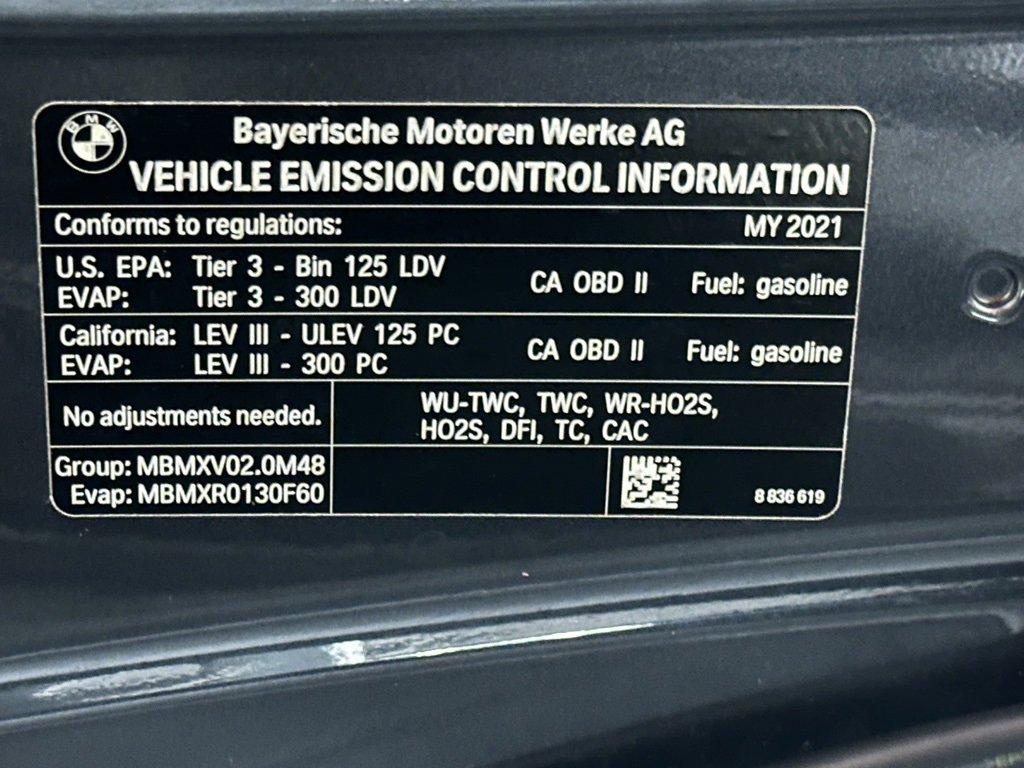 BMW
Bayerische Motoren Werke AG
VEHICLE EMISSION CONTROL INFORMATION
Conforms to regulations: MY 2021
U.S. EPA: Tier 3 - Bin 125 LDV
EVAP: Tier 3 - 300 LDV
CA OBD II Fuel: gasoline
California: LEV III - ULEV 125 PC
EVAP: LEV III - 300 PC
CA OBD II Fuel: gasoline
No adjustments needed.
WU-TWC, TWC, WR-HO2S,
HO2S, DFI, TC, CAC
Group: MBMXV02.0M48
Evap: MBMXR0130F60
8 836 619